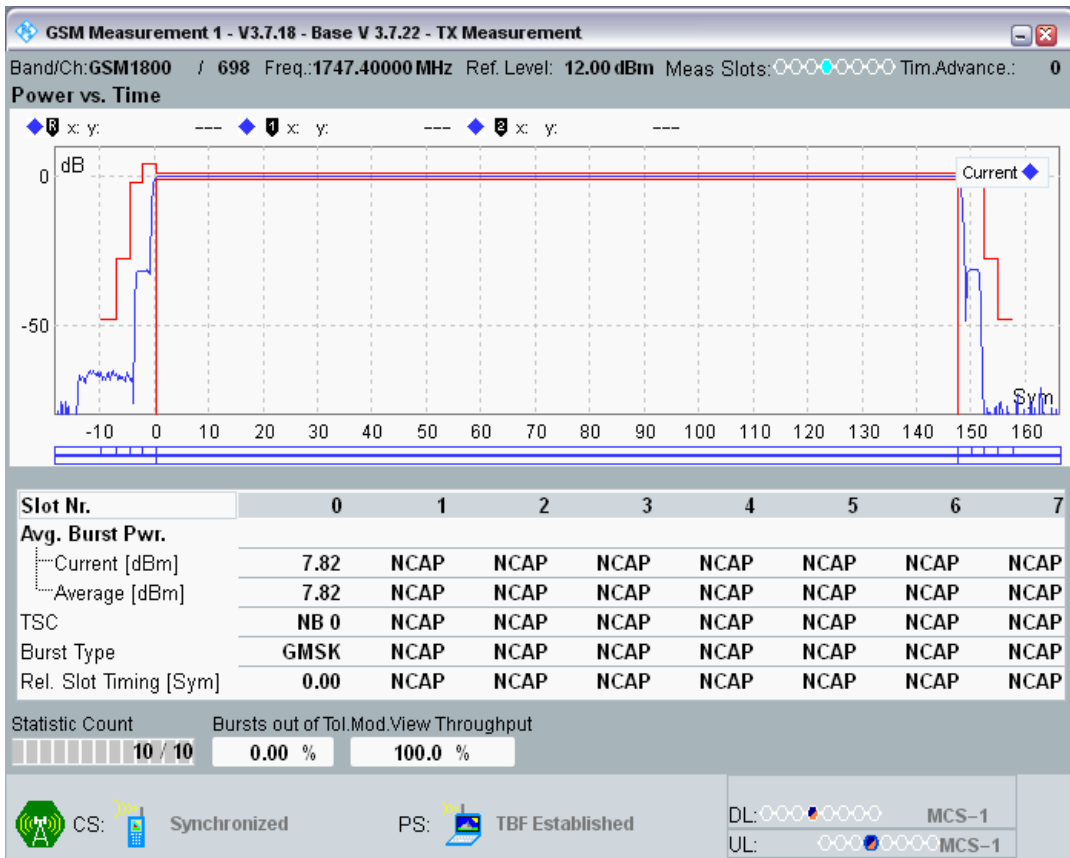 GSM Measurement 1 - V3.7.18 - Base V 3.7.22 - TX Measurement
Band/Ch:GSM1800 / 698 Freq.:1747.40000 MHz Ref. Level: 12.00 dBm Meas Slots: Tim.Advance.: 0
Power vs. Time
R x: y: --- 1 x: y: --- 2 x: y: ---
dB
0
Current
-50
Sym
-10 0 10 20 30 40 50 60 70 80 90 100 110 120 130 140 150 160
Slot Nr. 0 1 2 3 4 5 6 7
Avg. Burst Pwr.
Current [dBm] 7.82 NCAP NCAP NCAP NCAP NCAP NCAP NCAP
Average [dBm] 7.82 NCAP NCAP NCAP NCAP NCAP NCAP NCAP
TSC NB 0 NCAP NCAP NCAP NCAP NCAP NCAP NCAP
Burst Type GMSK NCAP NCAP NCAP NCAP NCAP NCAP NCAP
Rel. Slot Timing [Sym] 0.00 NCAP NCAP NCAP NCAP NCAP NCAP NCAP
Statistic Count Bursts out of Tol.Mod.View Throughput
10 / 10 0.00 % 100.0 %
CS: Synchronized PS: TBF Established DL: MCS-1
UL: MCS-1